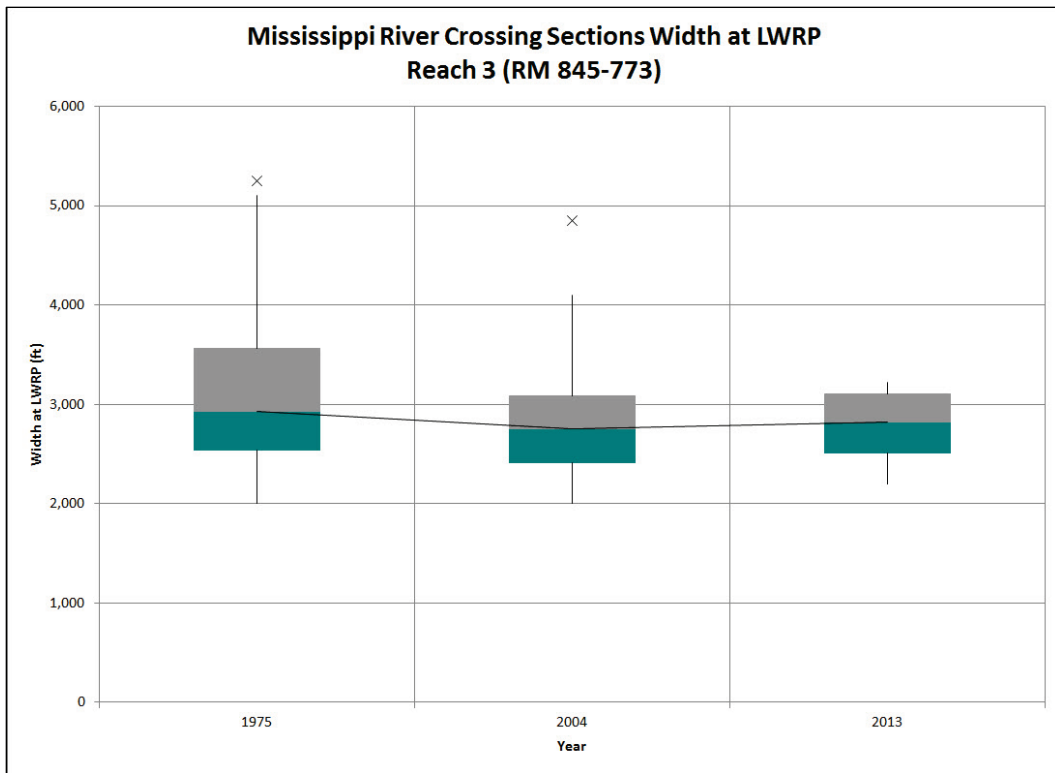 Mississippi River Crossing Sections Width at LWRP
Reach 3 (RM 845-773)
6,000
5,000
4,000
3,000
2,000
1,000
0
Width at LWRP (ft)
1975
2004
2013
Year